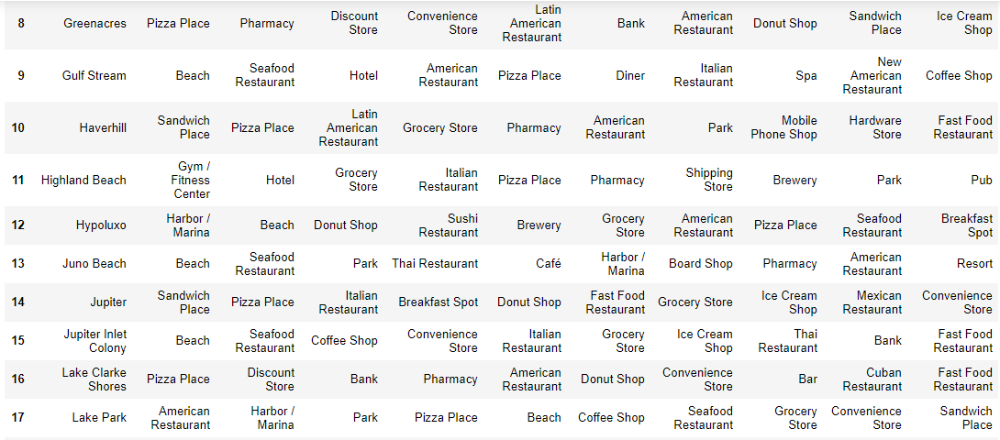 8 Greenacres Pizza Place Pharmacy Discount Store Convenience Store Latin American Restaurant Bank American Restaurant Donut Shop Sandwich Place Ice Cream Shop
9 Gulf Stream Beach Seafood Restaurant Hotel American Restaurant Pizza Place Diner Italian Restaurant Spa New American Restaurant Coffee Shop
10 Haverhill Sandwich Place Pizza Place Latin American Restaurant Grocery Store Pharmacy American Restaurant Park Mobile Phone Shop Hardware Store Fast Food Restaurant
11 Highland Beach Gym / Fitness Center Hotel Grocery Store Italian Restaurant Pizza Place Pharmacy Shipping Store Brewery Park Pub
12 Hypoluxo Harbor / Marina Beach Donut Shop Sushi Restaurant Brewery Grocery Store American Restaurant Pizza Place Seafood Restaurant Breakfast Spot
13 Juno Beach Beach Seafood Restaurant Park Thai Restaurant Café Harbor / Marina Board Shop Pharmacy American Restaurant Resort
14 Jupiter Sandwich Place Pizza Place Italian Restaurant Breakfast Spot Donut Shop Fast Food Restaurant Grocery Store Ice Cream Shop Mexican Restaurant Convenience Store
15 Jupiter Inlet Colony Beach Seafood Restaurant Coffee Shop Convenience Store Italian Restaurant Grocery Store Ice Cream Shop Thai Restaurant Bank Fast Food Restaurant
16 Lake Clarke Shores Pizza Place Discount Store Bank Pharmacy American Restaurant Donut Shop Convenience Store Bar Cuban Restaurant Fast Food Restaurant
17 Lake Park American Restaurant Harbor / Marina Park Pizza Place Beach Coffee Shop Seafood Restaurant Grocery Store Convenience Store Sandwich Place